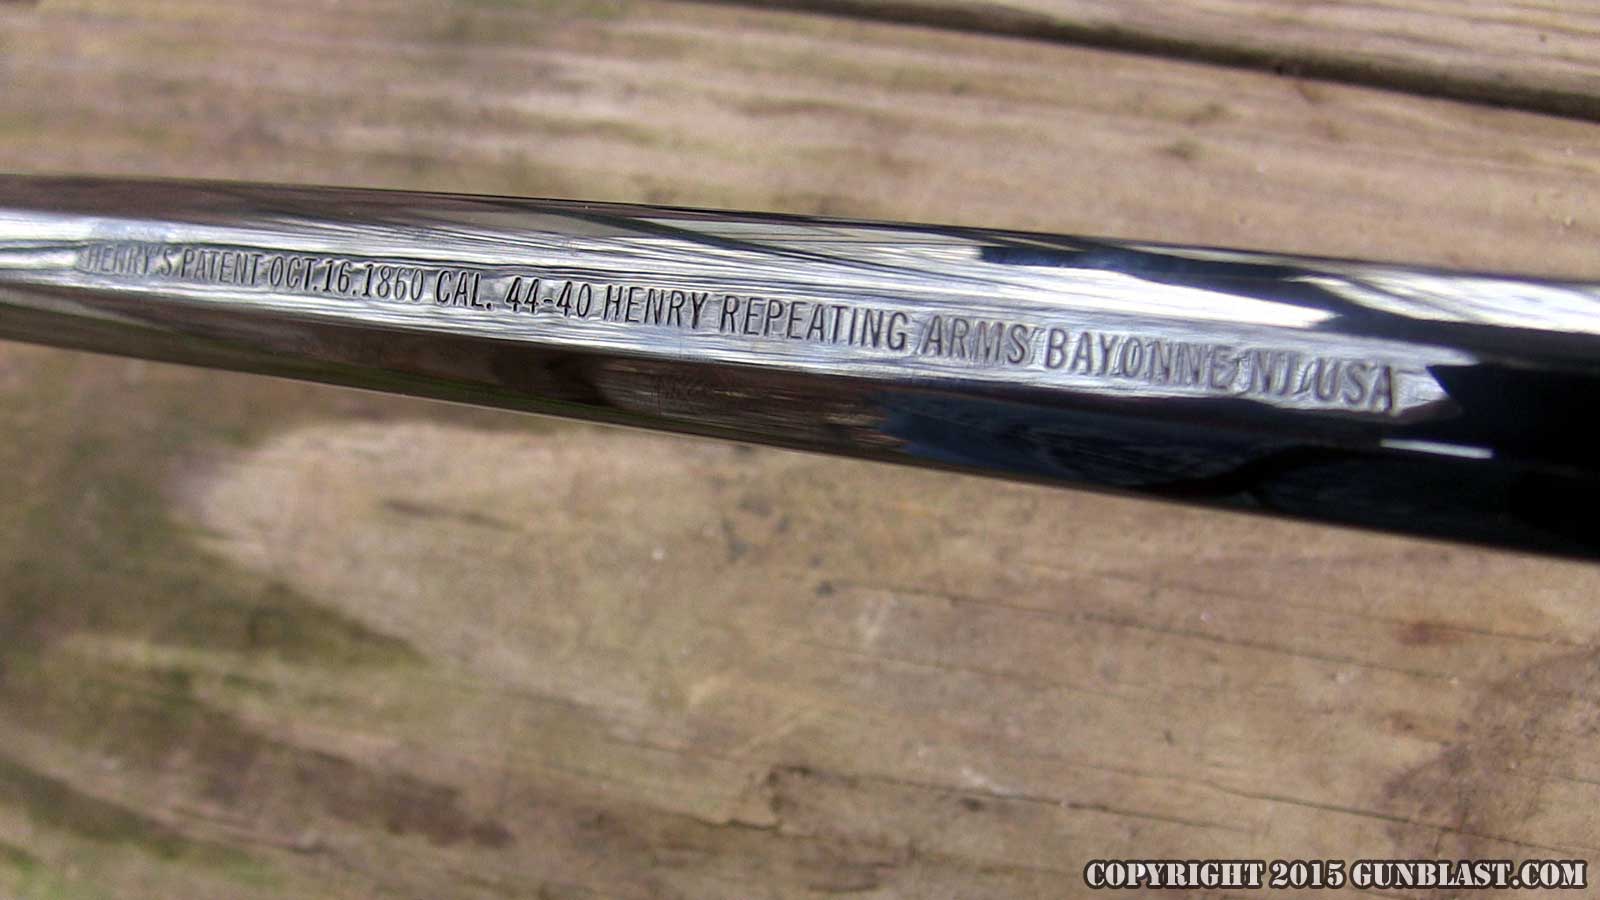 HENRY'S PATENT OCT.16.1860 CAL. 44-40 HENRY REPEATING ARMS BAYONNE, NJ USA
COPYRIGHT 2015 GUNBLAST.COM